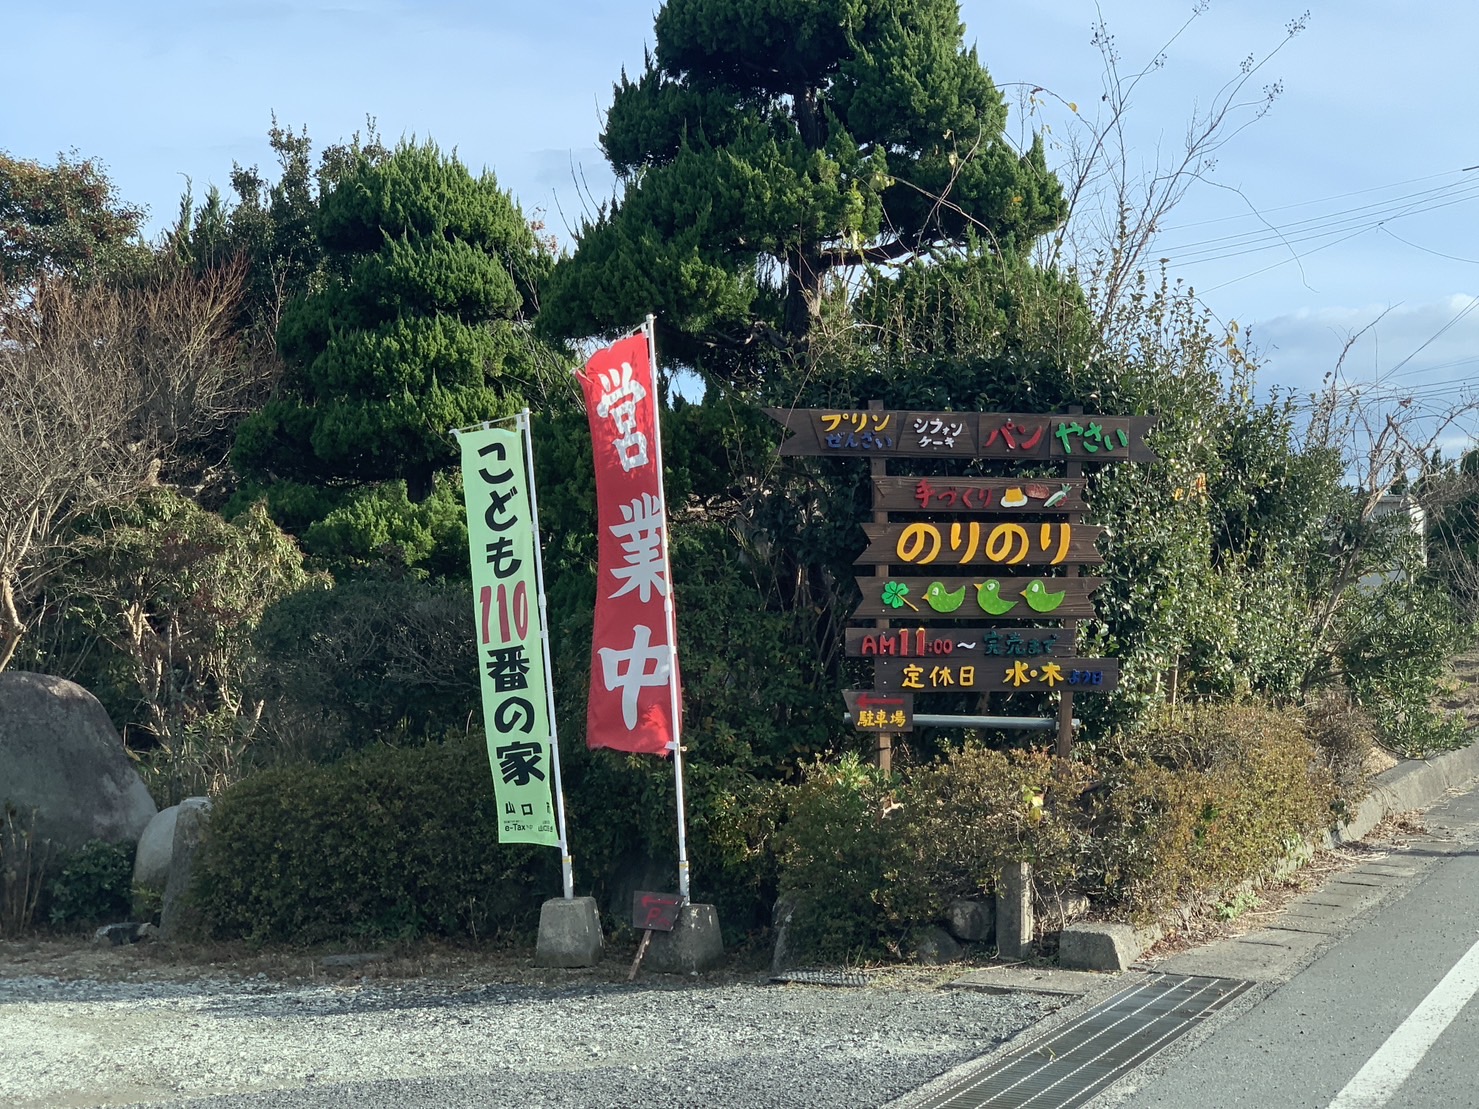 こども110番の家
山口
e-Tax
営業中
プリン
ぜんざい
シフォン
ケーキ
パン
やさい
手づくり
のりのり
AM11:00～完売まで
定休日 水・木
駐車場
P